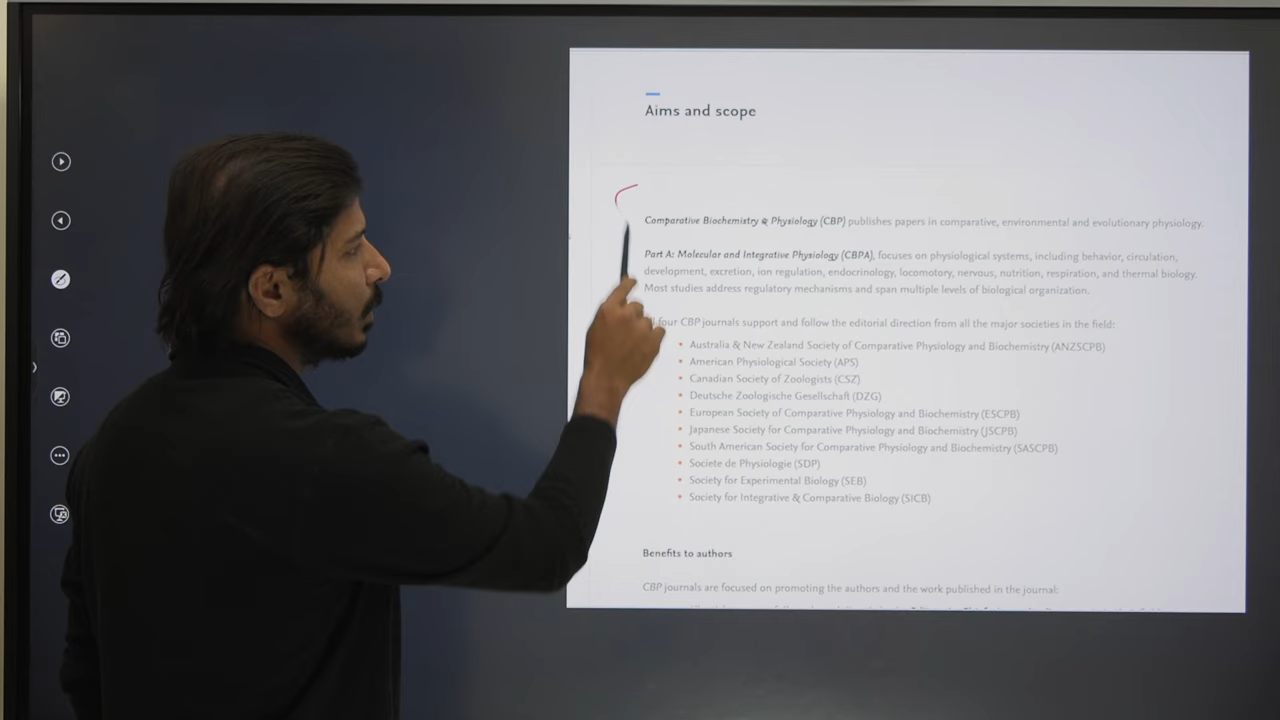 Aims and scope
Comparative Biochemistry & Physiology (CBP) publishes papers in comparative, environmental and evolutionary physiology.
Part A: Molecular and Integrative Physiology (CBPA), focuses on physiological systems, including behavior, circulation,
development, excretion, ion regulation, endocrinology, locomotory, nervous, nutrition, respiration, and thermal biology.
Most studies address regulatory mechanisms and span multiple levels of biological organization.
four CBP journals support and follow the editorial direction from all the major societies in the field:
• Australia & New Zealand Society of Comparative Physiology and Biochemistry (ANZSCPB)
• American Physiological Society (APS)
• Canadian Society of Zoologists (CSZ)
• Deutsche Zoologische Gesellschaft (DZG)
• European Society of Comparative Physiology and Biochemistry (ESCPB)
• Japanese Society for Comparative Physiology and Biochemistry (JSCPB)
• South American Society for Comparative Physiology and Biochemistry (SASCPB)
• Societe de Physiologie (SDP)
• Society for Experimental Biology (SEB)
• Society for Integrative & Comparative Biology (SICB)
Benefits to authors
CBP journals are focused on promoting the authors and the work published in the journal: